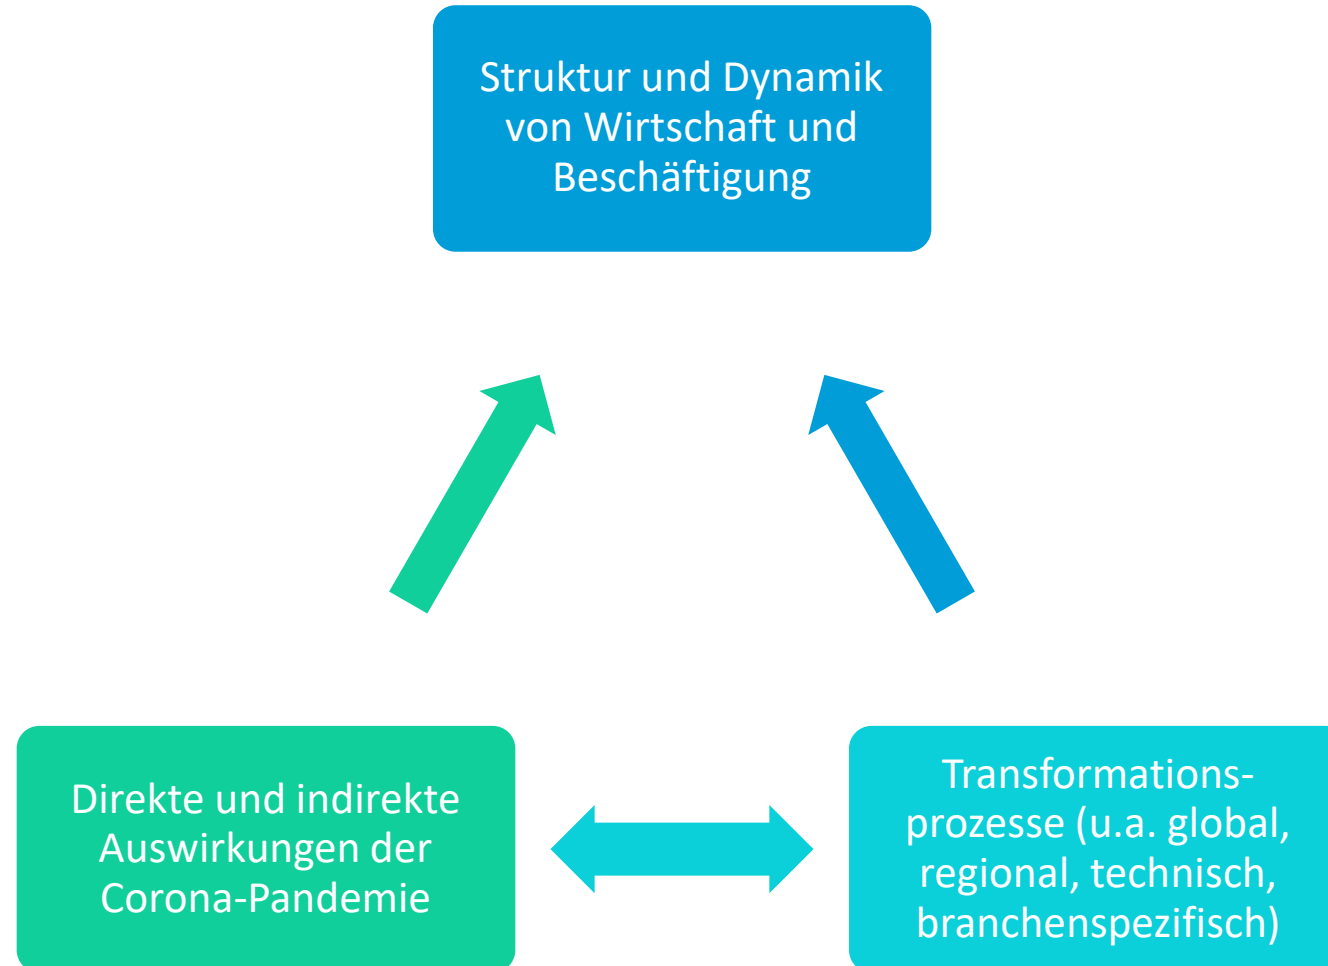 Struktur und Dynamik
von Wirtschaft und
Beschäftigung
Direkte und indirekte
Auswirkungen der
Corona-Pandemie
Transformations-
prozesse (u.a. global,
regional, technisch,
branchenspezifisch)